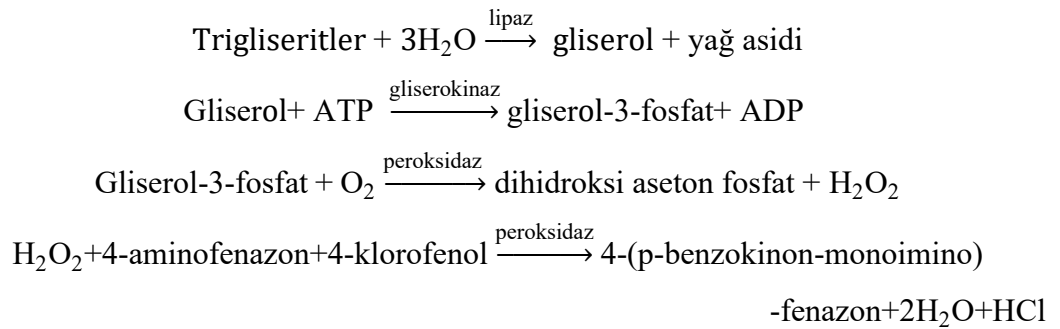 lipaz
Trigliseritler + 3H₂O ⟶ gliserol + yağ asidi
gliserokinaz
Gliserol+ ATP ⟶ gliserol-3-fosfat+ ADP
peroksidaz
Gliserol-3-fosfat + O₂ ⟶ dihidroksi aseton fosfat + H₂O₂
peroksidaz
H₂O₂+4-aminofenazon+4-klorofenol ⟶ 4-(p-benzokinon-monoimino)
-fenazon+2H₂O+HCl